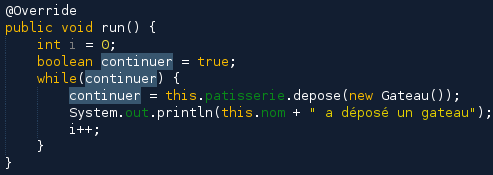 @Override
public void run() {
    int i = 0;
    boolean continuer = true;
    while(continuer) {
        continuer = this.patisserie.depose(new Gateau());
        System.out.println(this.nom + " a déposé un gateau");
        i++;
    }
}